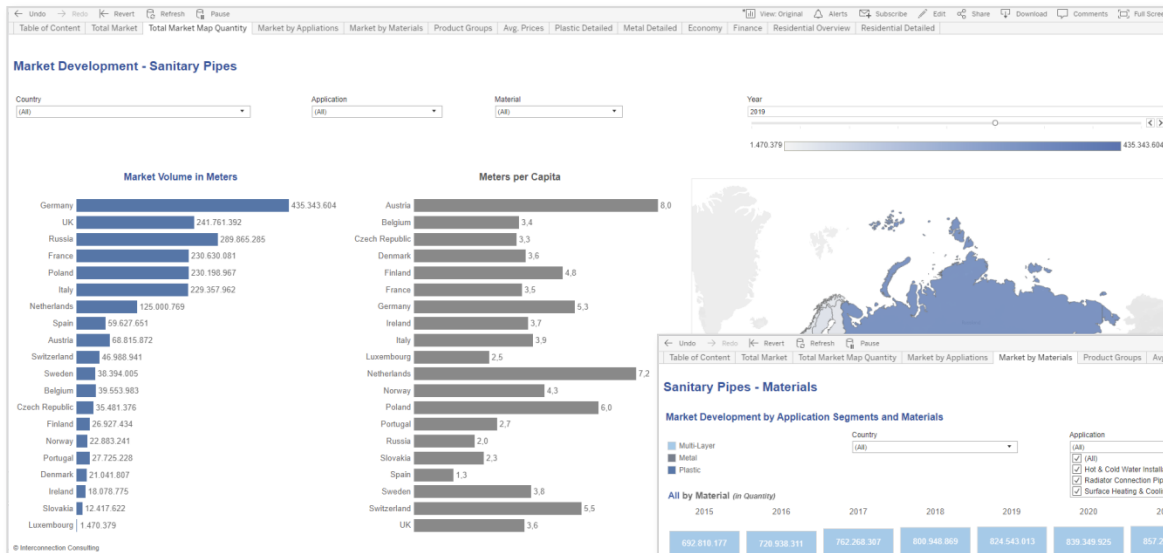 Undo Redo Revert Refresh Pause View: Original Alerts Subscribe Edit Share Download Comments Full Scree
Table of Content Total Market Total Market Map Quantity Market by Appliations Market by Materials Product Groups Avg. Prices Plastic Detailed Metal Detailed Economy Finance Residential Overview Residential Detailed
Market Development - Sanitary Pipes
Country Application Material Year
(All) (All) (All) 2019
1.470.379 435.343.604
Market Volume in Meters
Germany 435.343.604
UK 241.761.392
Russia 289.865.285
France 230.630.081
Poland 230.198.967
Italy 229.357.962
Netherlands 125.000.769
Spain 59.627.651
Austria 68.815.872
Switzerland 46.988.941
Sweden 38.394.005
Belgium 39.553.983
Czech Republic 35.481.376
Finland 26.927.434
Norway 22.883.241
Portugal 27.725.228
Denmark 21.041.807
Ireland 18.078.775
Slovakia 12.417.622
Luxembourg 1.470.379
Meters per Capita
Austria 8,0
Belgium 3,4
Czech Republic 3,3
Denmark 3,6
Finland 4,8
France 3,5
Germany 5,3
Ireland 3,7
Italy 3,9
Luxembourg 2,5
Netherlands 7,2
Norway 4,3
Poland 6,0
Portugal 2,7
Russia 2,0
Slovakia 2,3
Spain 1,3
Sweden 3,8
Switzerland 5,5
UK 3,6
© Interconnection Consulting
Undo Redo Revert Refresh Pause
Table of Content Total Market Total Market Map Quantity Market by Appliations Market by Materials Product Groups Av
Sanitary Pipes - Materials
Market Development by Application Segments and Materials
Multi-Layer
Metal
Plastic
Country
(All)
Application
(All)
(All)
Hot & Cold Water Install
Radiator Connection Pip
Surface Heating & Cooli
All by Material (in Quantity)
2015 2016 2017 2018 2019 2020 20
692.810.177 720.938.311 762.268.307 800.948.869 824.543.013 839.349.925 857.2